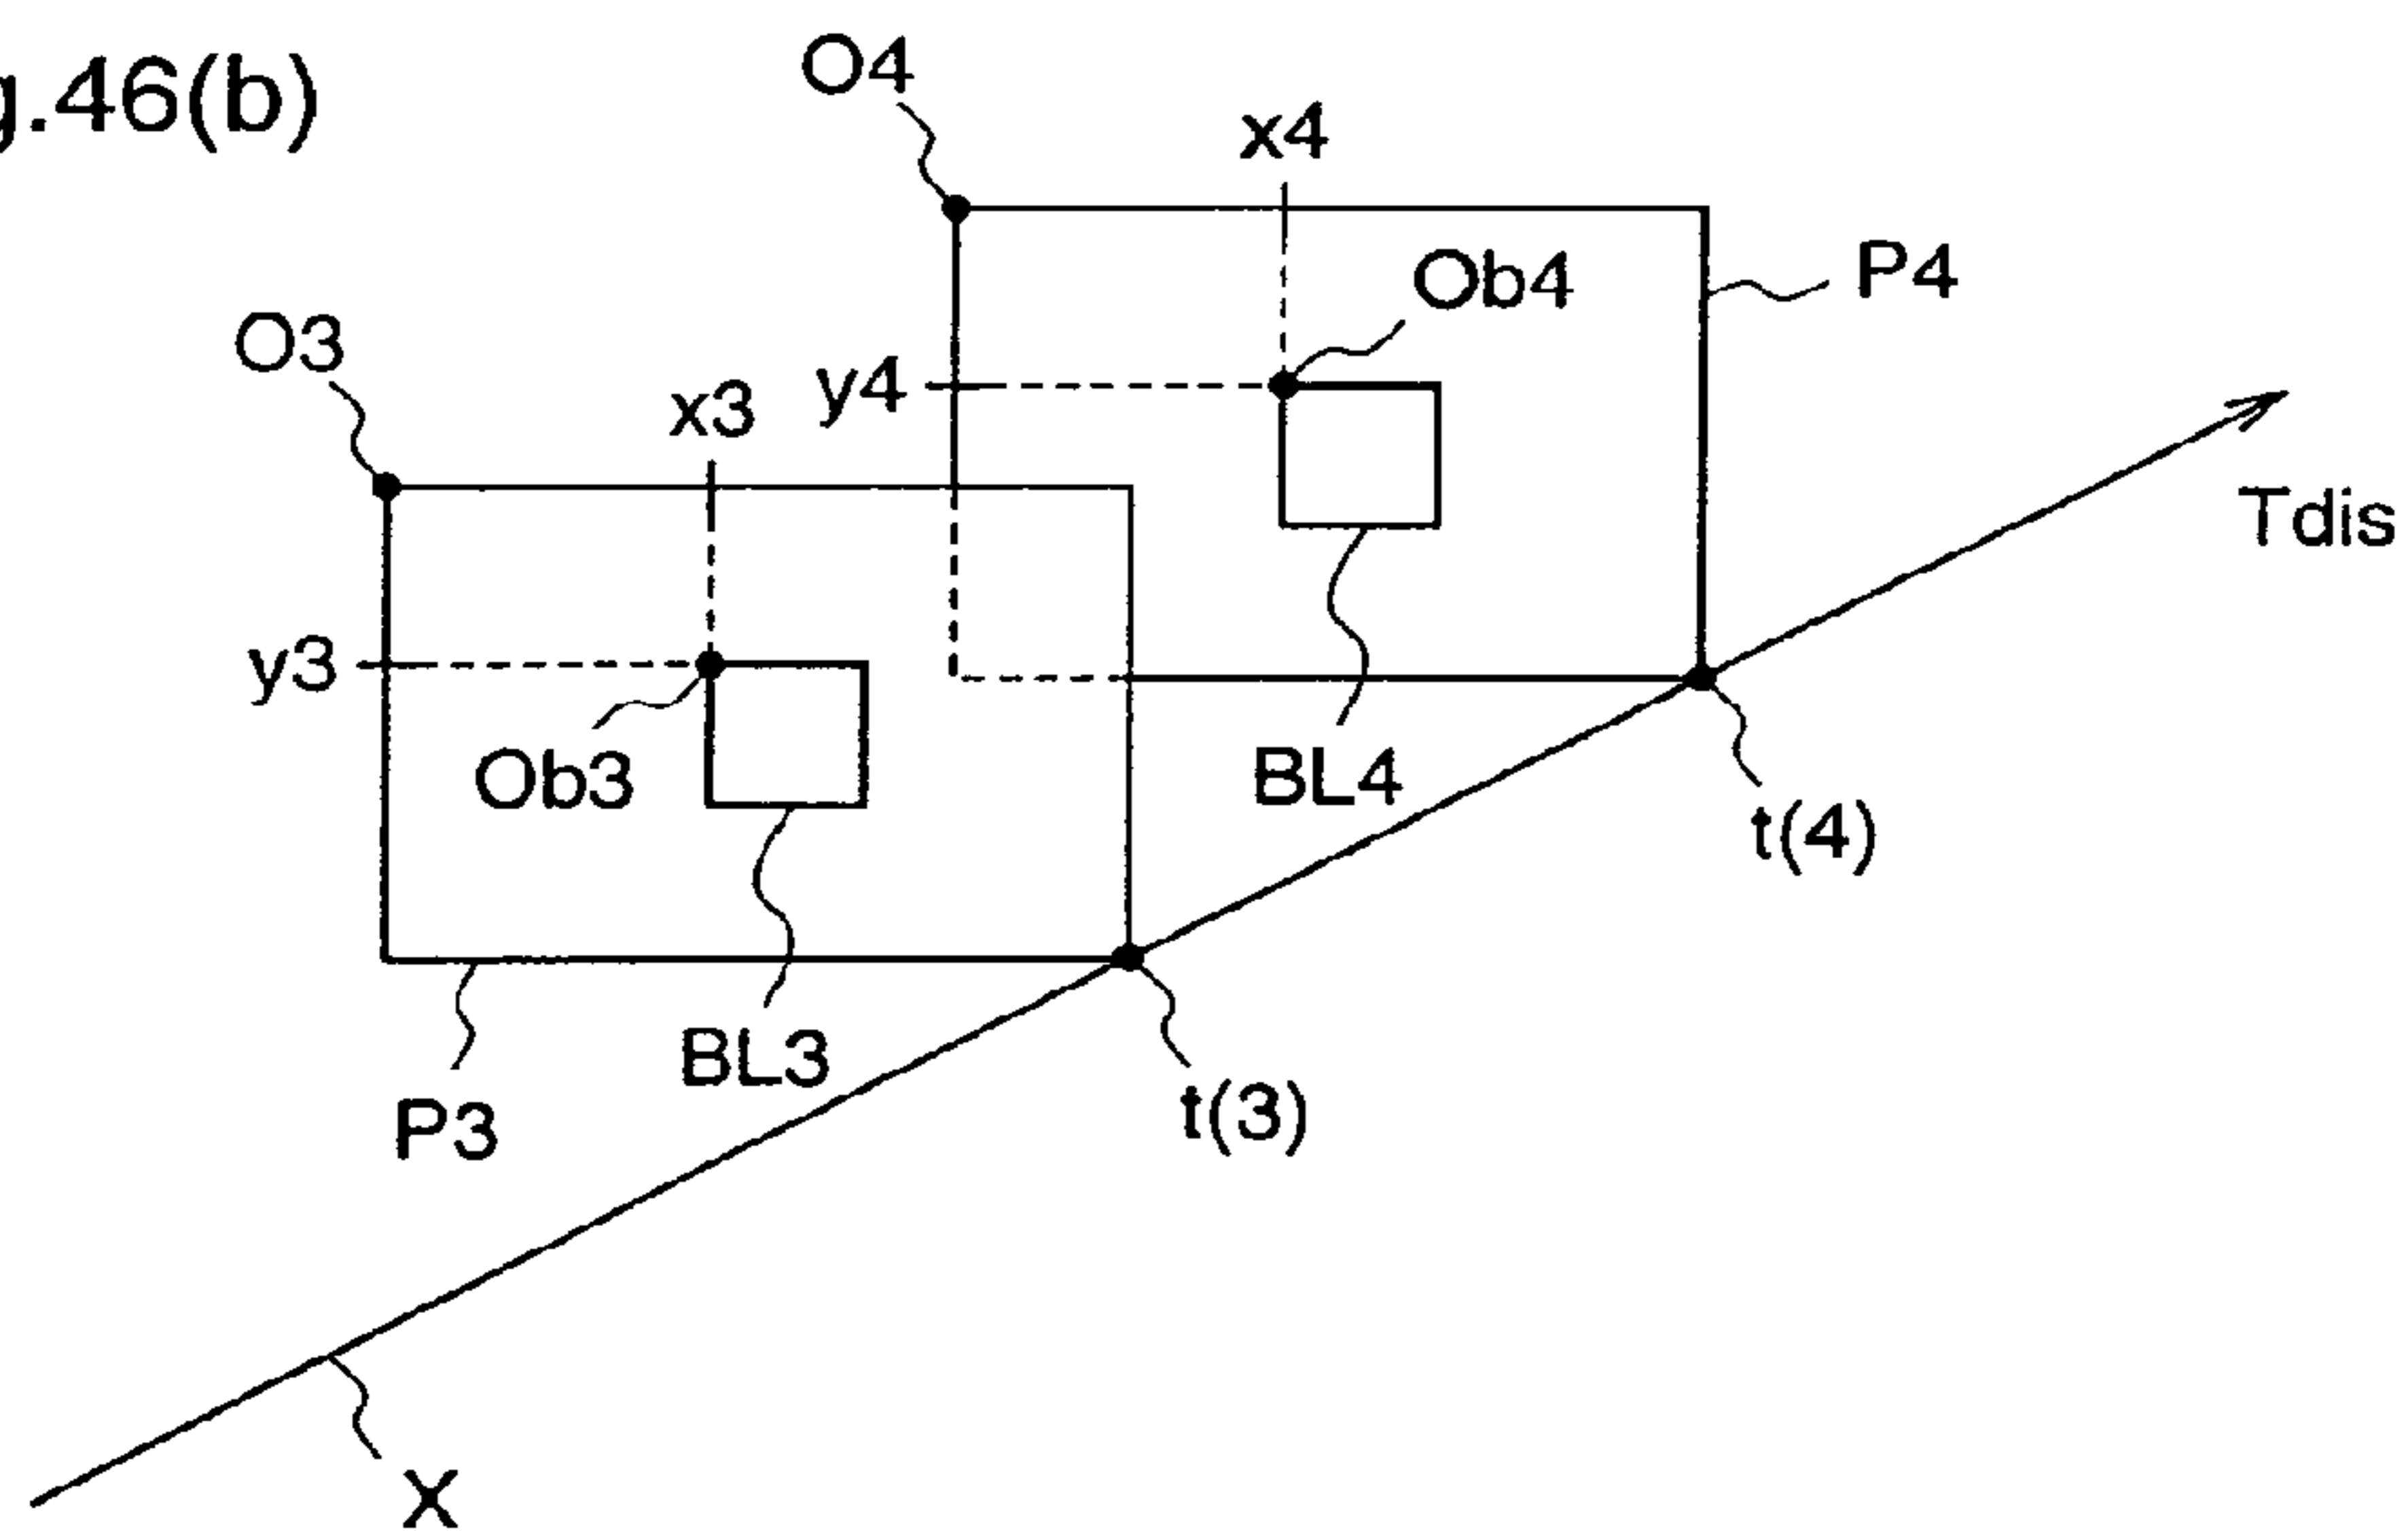 g.46(b)
O4
x4
Ob4
P4
O3
x3
y4
Tdis
y3
Ob3
BL4
t(4)
BL3
t(3)
P3
X